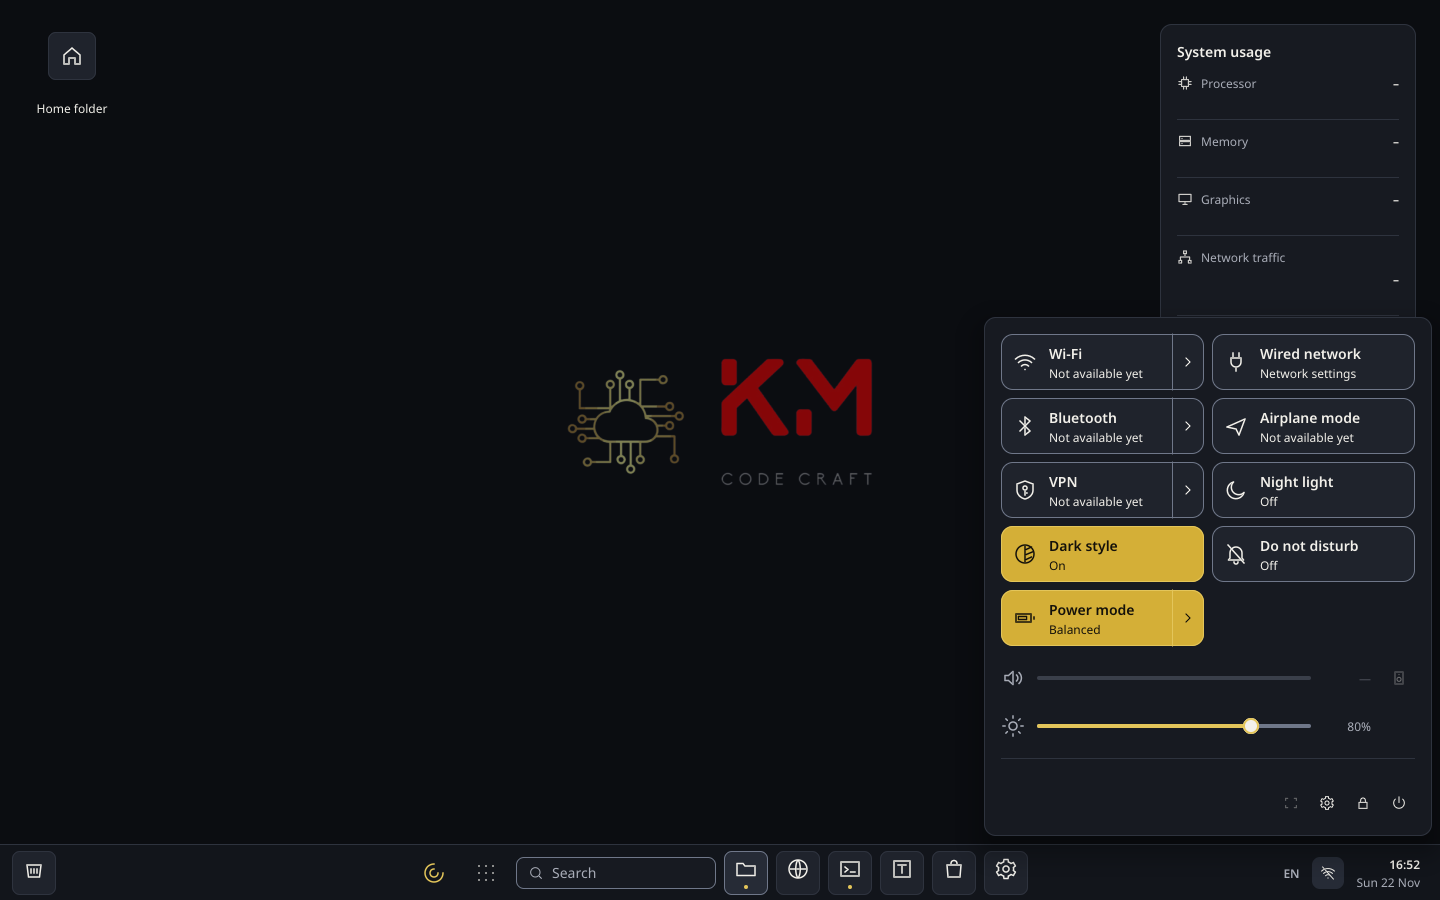 Home folder
System usage
Processor
-
Memory
-
Graphics
-
Network traffic
-
KM
CODE CRAFT
Wi-Fi
Not available yet
Wired network
Network settings
Bluetooth
Not available yet
Airplane mode
Not available yet
VPN
Not available yet
Night light
Off
Dark style
On
Do not disturb
Off
Power mode
Balanced
—
80%
Search
EN
16:52
Sun 22 Nov